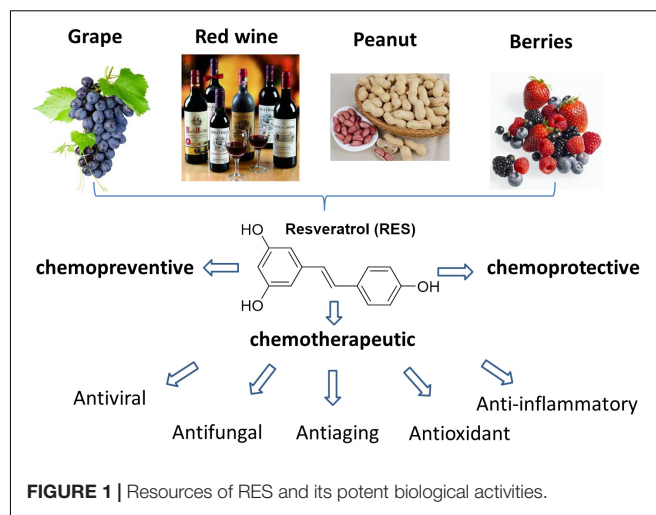 Grape
Red wine
Peanut
Berries
Resveratrol (RES)
HO
HO
OH
chemopreventive
chemoprotective
chemotherapeutic
Antiviral
Antifungal
Antiaging
Antioxidant
Anti-inflammatory
FIGURE 1 | Resources of RES and its potent biological activities.